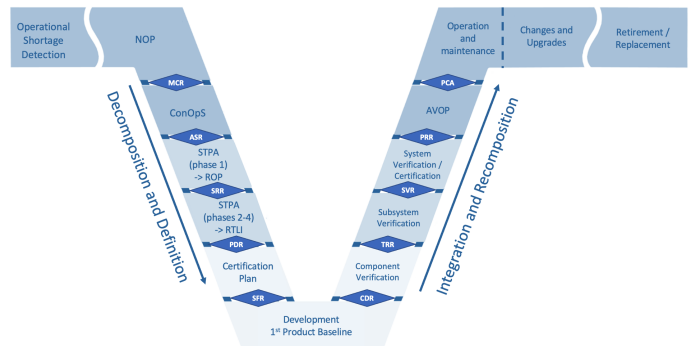 Operational
Shortage
Detection
NOP
MCR
ConOpS
ASR
STPA
(phase 1)
-> ROP
SRR
STPA
(phases 2-4)
-> RTLI
PDR
Certification
Plan
SFR
Decomposition and Definition
Development
1st Product Baseline
Operation
and
maintenance
Changes and
Upgrades
Retirement /
Replacement
PCA
AVOP
PRR
System
Verification /
Certification
SVR
Subsystem
Verification
TRR
Component
Verification
CDR
Integration and Recomposition